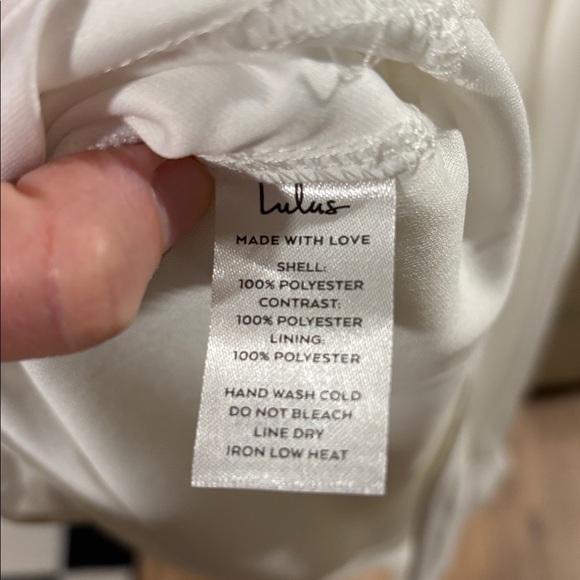 Lulus
MADE WITH LOVE
SHELL:
100% POLYESTER
CONTRAST:
100% POLYESTER
LINING:
100% POLYESTER
HAND WASH COLD
DO NOT BLEACH
LINE DRY
IRON LOW HEAT